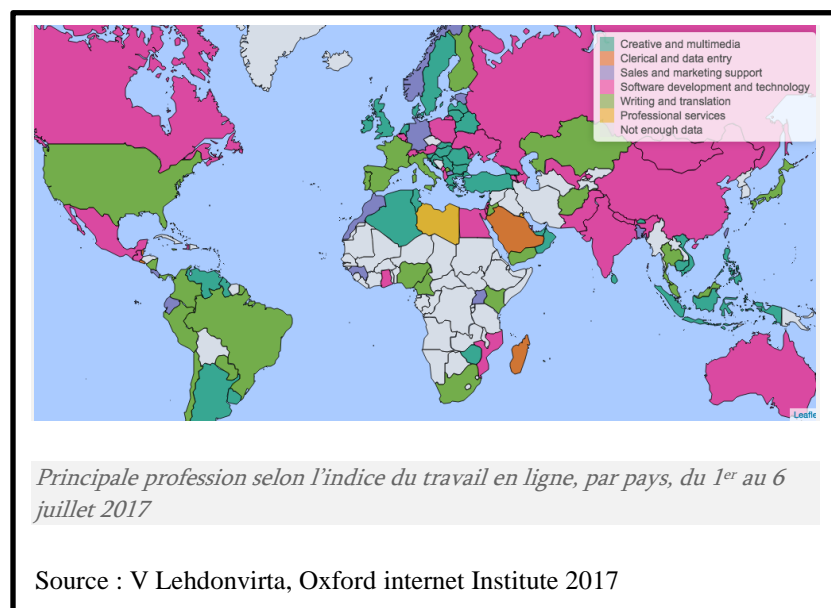 Creative and multimedia
Clerical and data entry
Sales and marketing support
Software development and technology
Writing and translation
Professional services
Not enough data
Leafle
Principale profession selon l'indice du travail en ligne, par pays, du 1er au 6
juillet 2017
Source : V Lehdonvirta, Oxford internet Institute 2017